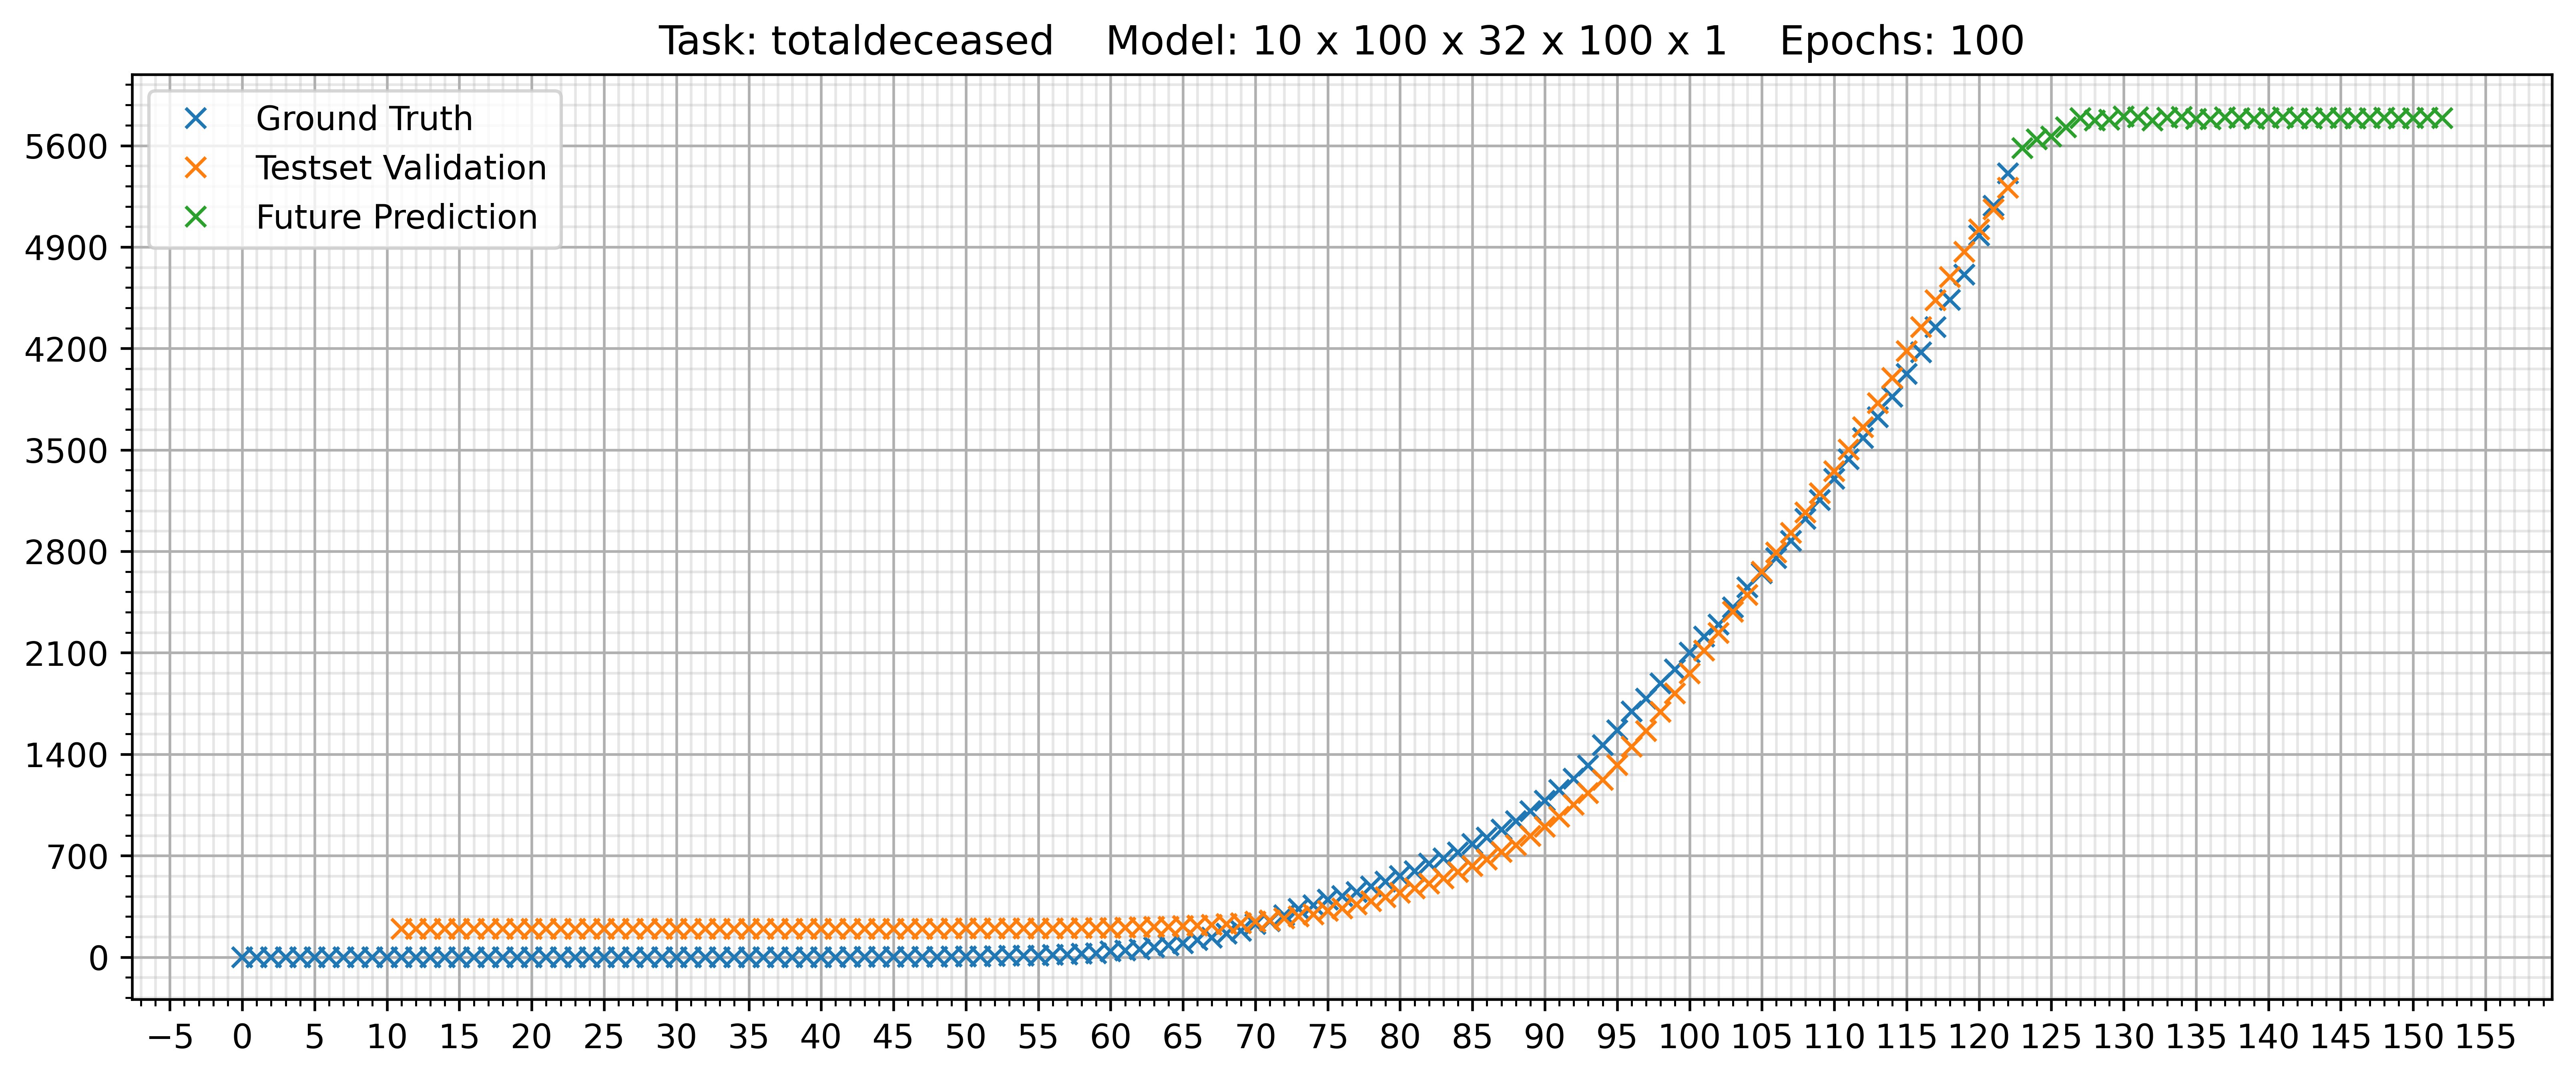 Task: totaldeceased    Model: 10 x 100 x 32 x 100 x 1    Epochs: 100
Ground Truth
Testset Validation
Future Prediction
5600
4900
4200
3500
2800
2100
1400
700
0
−5 0 5 10 15 20 25 30 35 40 45 50 55 60 65 70 75 80 85 90 95 100 105 110 115 120 125 130 135 140 145 150 155